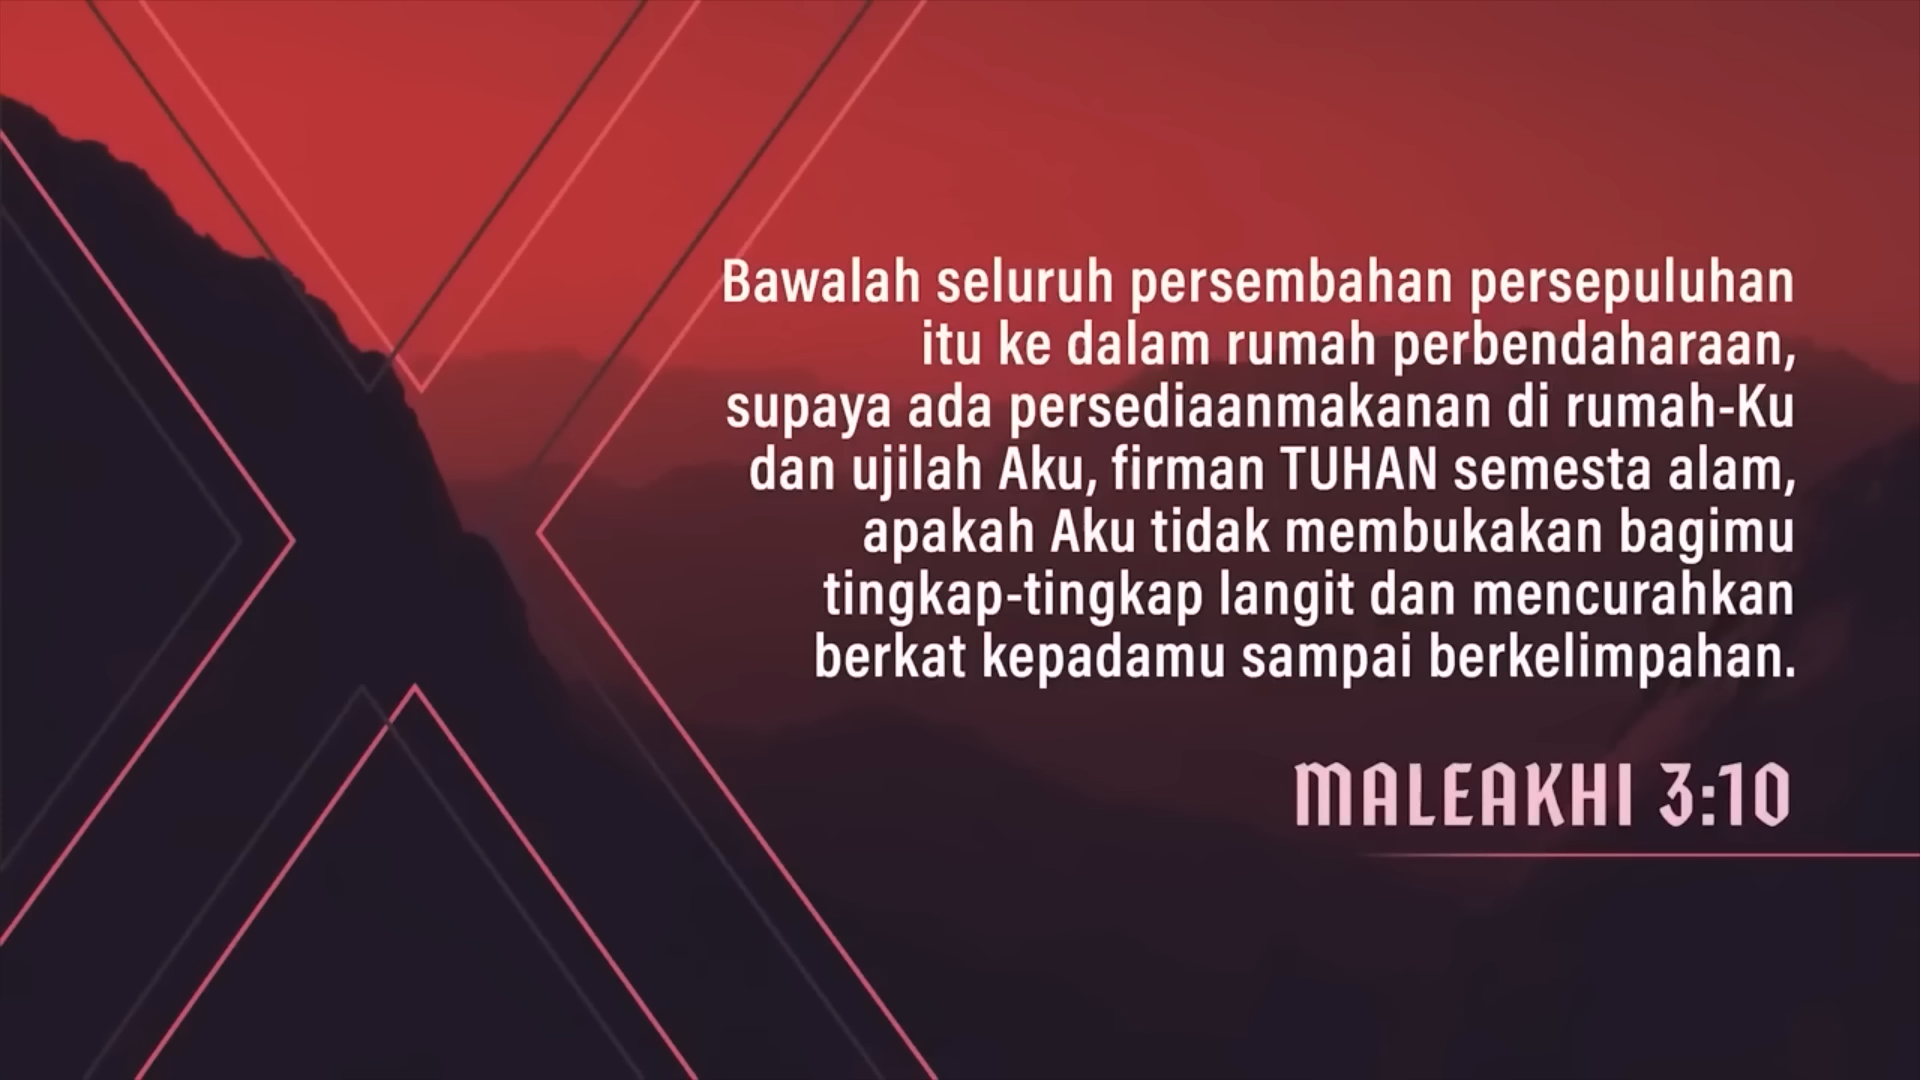 Bawalah seluruh persembahan persepuluhan
itu ke dalam rumah perbendaharaan,
supaya ada persediaanmakanan di rumah-Ku
dan ujilah Aku, firman TUHAN semesta alam,
apakah Aku tidak membukakan bagimu
tingkap-tingkap langit dan mencurahkan
berkat kepadamu sampai berkelimpahan.
MALEAKHI 3:10